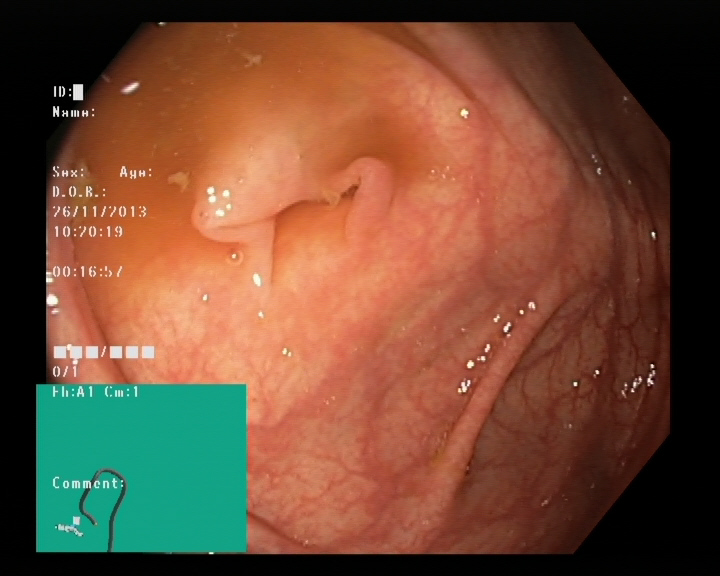 ID:
Name:
Sex: Age:
D.O.B.:
26/11/2013
10:20:19
00:16:57
0/1
Eh:A1 Cm:1
Comment: